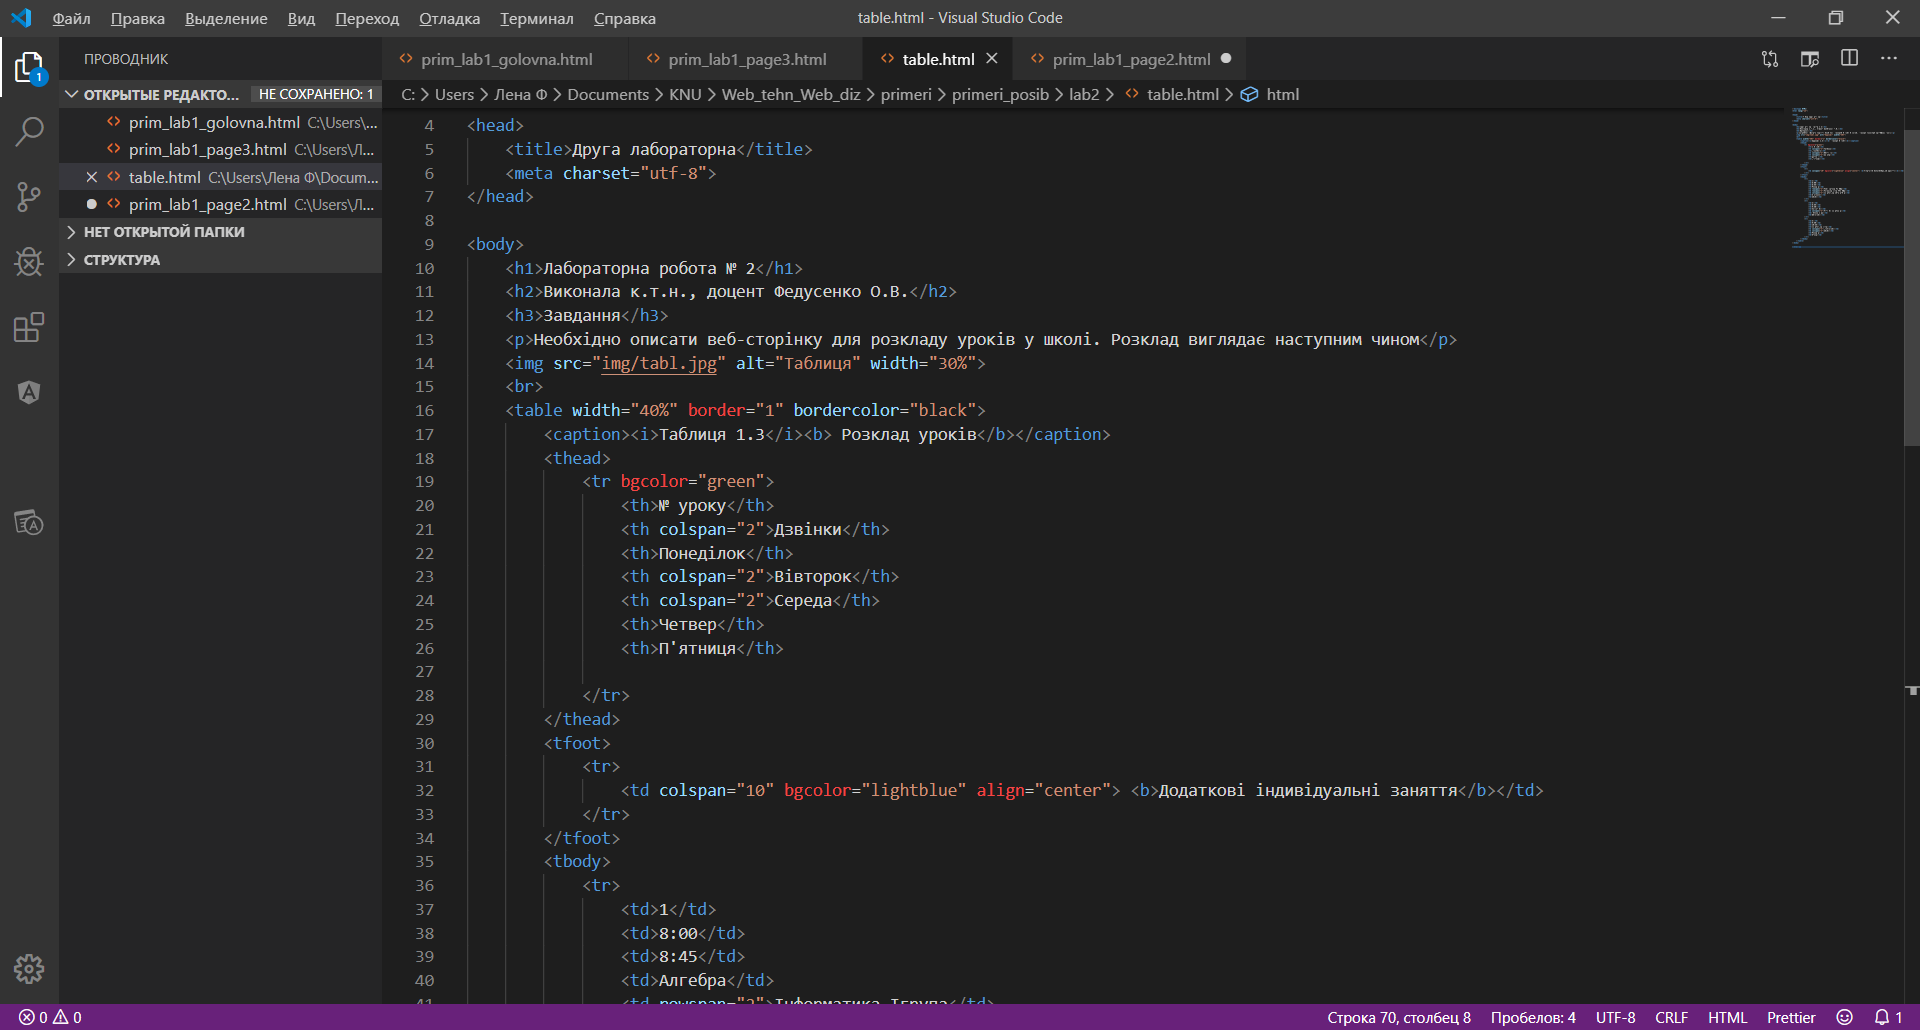 Файл Правка Выделение Вид Переход Отладка Терминал Справка
table.html - Visual Studio Code
ПРОВОДНИК
prim_lab1_golovna.html prim_lab1_page3.html table.html prim_lab1_page2.html
ОТКРЫТЫЕ РЕДАКТО... НЕ СОХРАНЕНО: 1
1
prim_lab1_golovna.html C:\Users\...
prim_lab1_page3.html C:\Users\Л...
table.html C:\Users\Лена Ф\Docum...
prim_lab1_page2.html C:\Users\Л...
НЕТ ОТКРЫТОЙ ПАПКИ
СТРУКТУРА
C: > Users > Лена Ф > Documents > KNU > Web_tehn_Web_diz > primeri > primeri_posib > lab2 > table.html > html
4 <head>
5 <title>Друга лабораторна</title>
6 <meta charset="utf-8">
7 </head>
8
9 <body>
10 <h1>Лабораторна робота № 2</h1>
11 <h2>Виконала к.т.н., доцент Федусенко О.В.</h2>
12 <h3>Завдання</h3>
13 <p>Необхідно описати веб-сторінку для розкладу уроків у школі. Розклад виглядає наступним чином</p>
14 <img src="img/tabl.jpg" alt="Таблиця" width="30%">
15 <br>
16 <table width="40%" border="1" bordercolor="black">
17 <caption><i>Таблиця 1.3</i><b> Розклад уроків</b></caption>
18 <thead>
19 <tr bgcolor="green">
20 <th>№ уроку</th>
21 <th colspan="2">Дзвінки</th>
22 <th>Понеділок</th>
23 <th colspan="2">Вівторок</th>
24 <th colspan="2">Середа</th>
25 <th>Четвер</th>
26 <th>П'ятниця</th>
27
28 </tr>
29 </thead>
30 <tfoot>
31 <tr>
32 <td colspan="10" bgcolor="lightblue" align="center"> <b>Додаткові індивідуальні заняття</b></td>
33 </tr>
34 </tfoot>
35 <tbody>
36 <tr>
37 <td>1</td>
38 <td>8:00</td>
39 <td>8:45</td>
40 <td>Алгебра</td>
41 <td rowspan="2">Інформатика Ігрупа</td>
0 0 Строка 70, столбец 8 Пробелов: 4 UTF-8 CRLF HTML Prettier 1